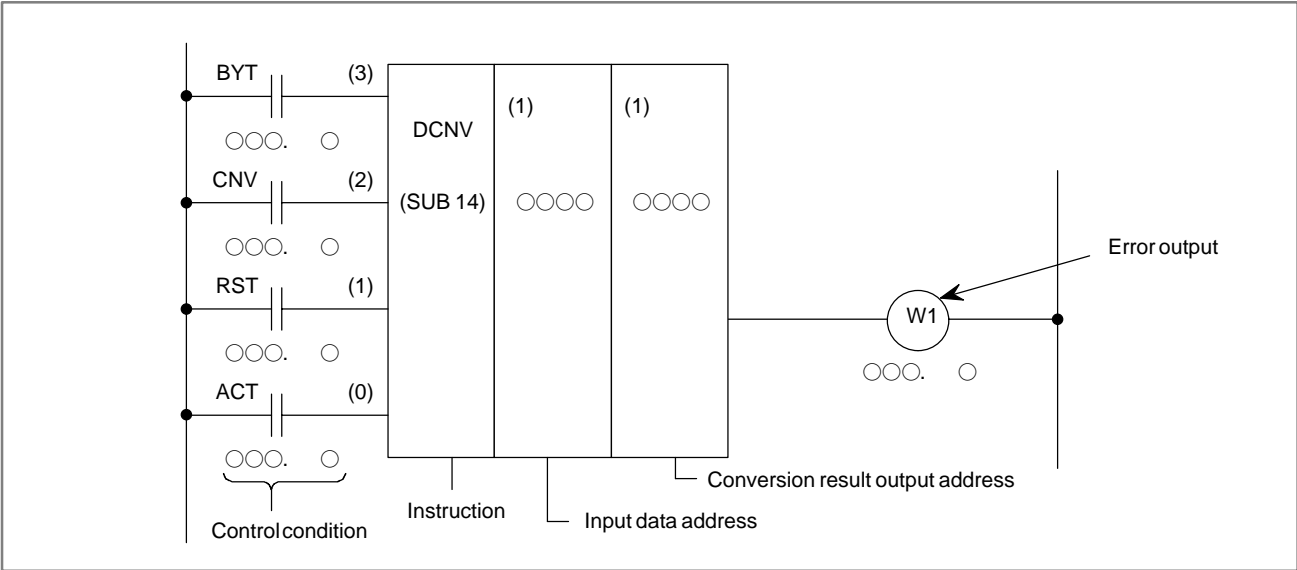 BYT (3)
○○○. ○
CNV (2)
○○○. ○
RST (1)
○○○. ○
ACT (0)
○○○. ○
Control condition
DCNV
(SUB 14)
Instruction
(1)
○○○○
Input data address
(1)
○○○○
Conversion result output address
W1
○○○. ○
Error output